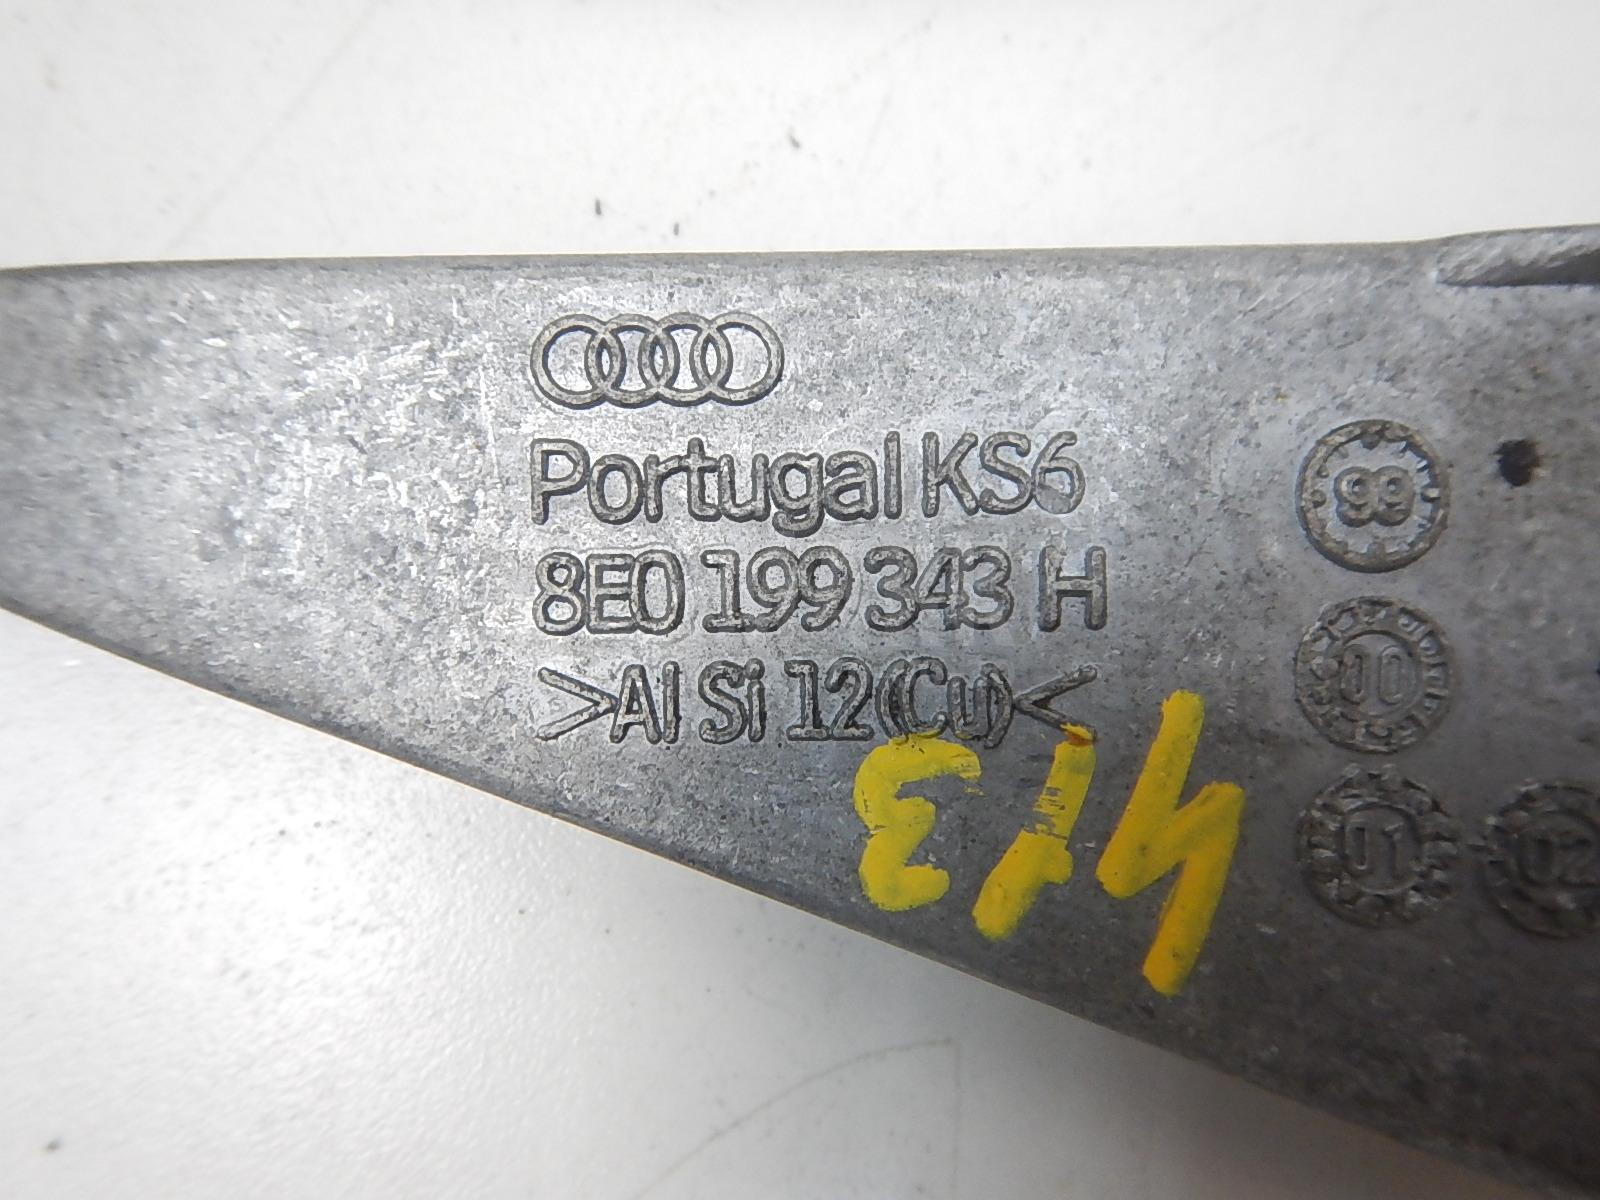 Portugal KS6
8E0 199 343 H
>Al Si 12(Cu)<
99
00
01
02
413